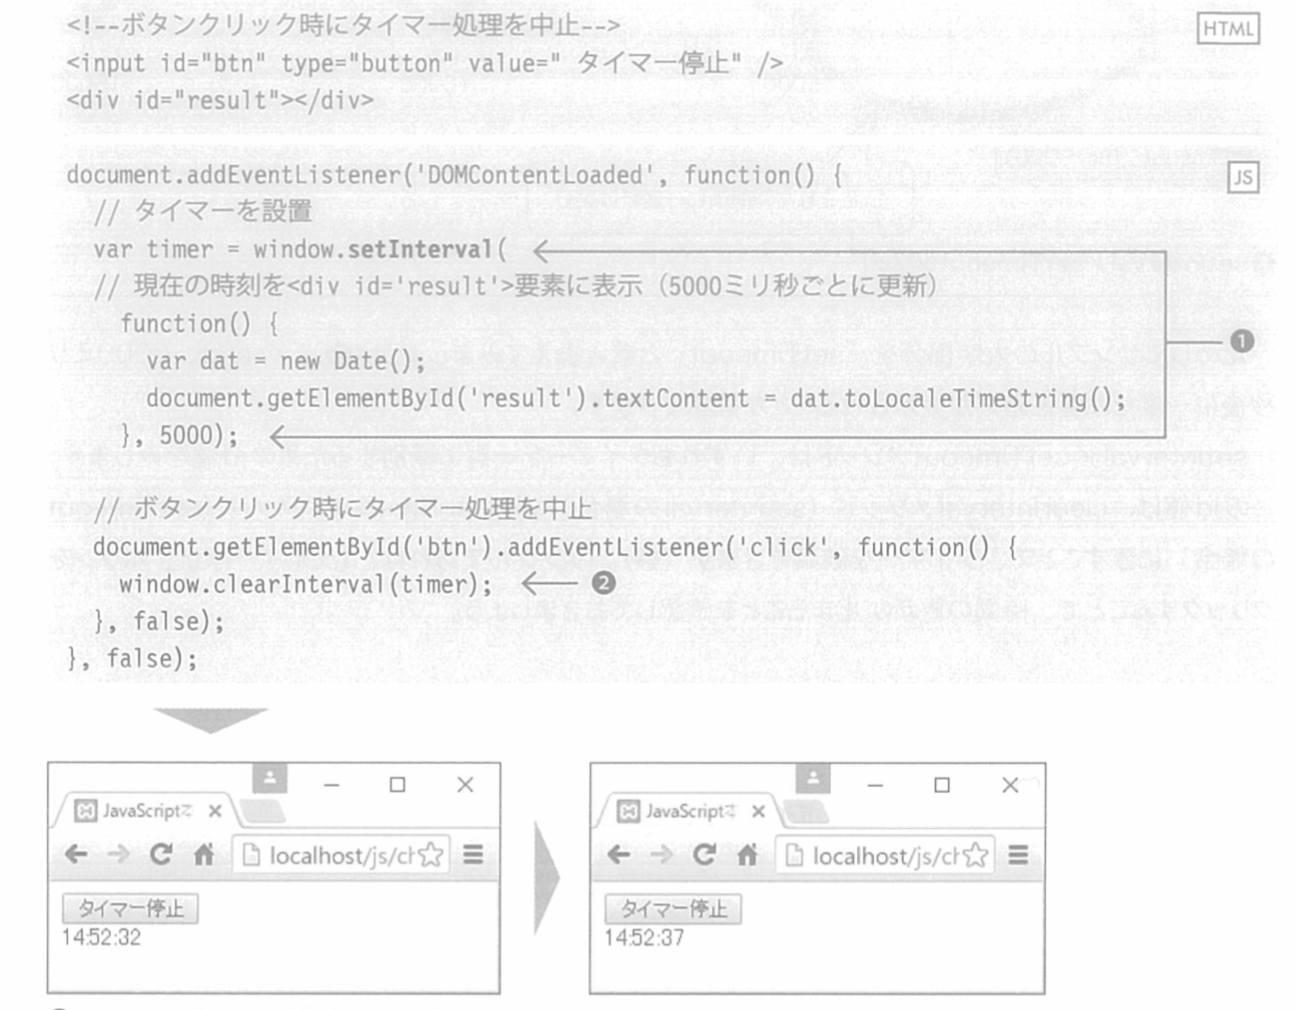 <!--ボタンクリック時にタイマー処理を中止-->
HTML
<input id="btn" type="button" value=" タイマー停止" />
<div id="result"></div>
document.addEventListener('DOMContentLoaded', function() {
JS
// タイマーを設置
var timer = window.setInterval(
// 現在の時刻を<div id='result'>要素に表示（5000ミリ秒ごとに更新）
function() {
var dat = new Date();
❶
document.getElementById('result').textContent = dat.toLocaleTimeString();
}, 5000);
// ボタンクリック時にタイマー処理を中止
document.getElementById('btn').addEventListener('click', function() {
window.clearInterval(timer); ❷
}, false);
}, false);
JavaScript
localhost/js/ch
タイマー停止
14:52:32
JavaScript
localhost/js/ch
タイマー停止
14:52:37